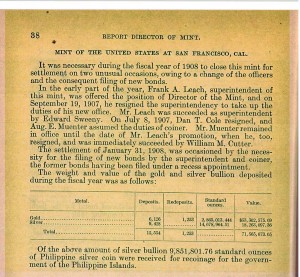 38 REPORT DIRECTOR OF MINT.
MINT OF THE UNITED STATES AT SAN FRANCISCO, CAL.
It was necessary during the fiscal year of 1908 to close this mint for
settlement on two unusual occasions, owing to a change of the officers
and the consequent filing of new bonds.
In the early part of the year, Frank A. Leach, superintendent of
this mint, was offered the position of Director of the Mint, and on
September 19, 1907, he resigned the superintendency to take up the
duties of his new office. Mr. Leach was succeeded as superintendent
by Edward Sweeny. On July 8, 1907, Dan T. Cole resigned, and
Aug. E. Muenter assumed the duties of coiner. Mr. Muenter remained
in office until the date of Mr. Leach's promotion, when he, too,
resigned, and was immediately succeeded by William M. Cutter.
The settlement of January 31, 1908, was occasioned by the neces-
sity for the filing of new bonds by the superintendent and coiner,
the former bonds having been filed under a recess appointment.
The weight and value of the gold and silver bullion deposited
during the fiscal year was as follows:
Metal. Deposits. Redeposits. Standard ounces. Value.
Gold
Silver
Total
Of the above amount of silver bullion 9,851,801.76 standard ounces
of Philippine silver coin were received for recoinage for the govern-
ment of the Philippine Islands.